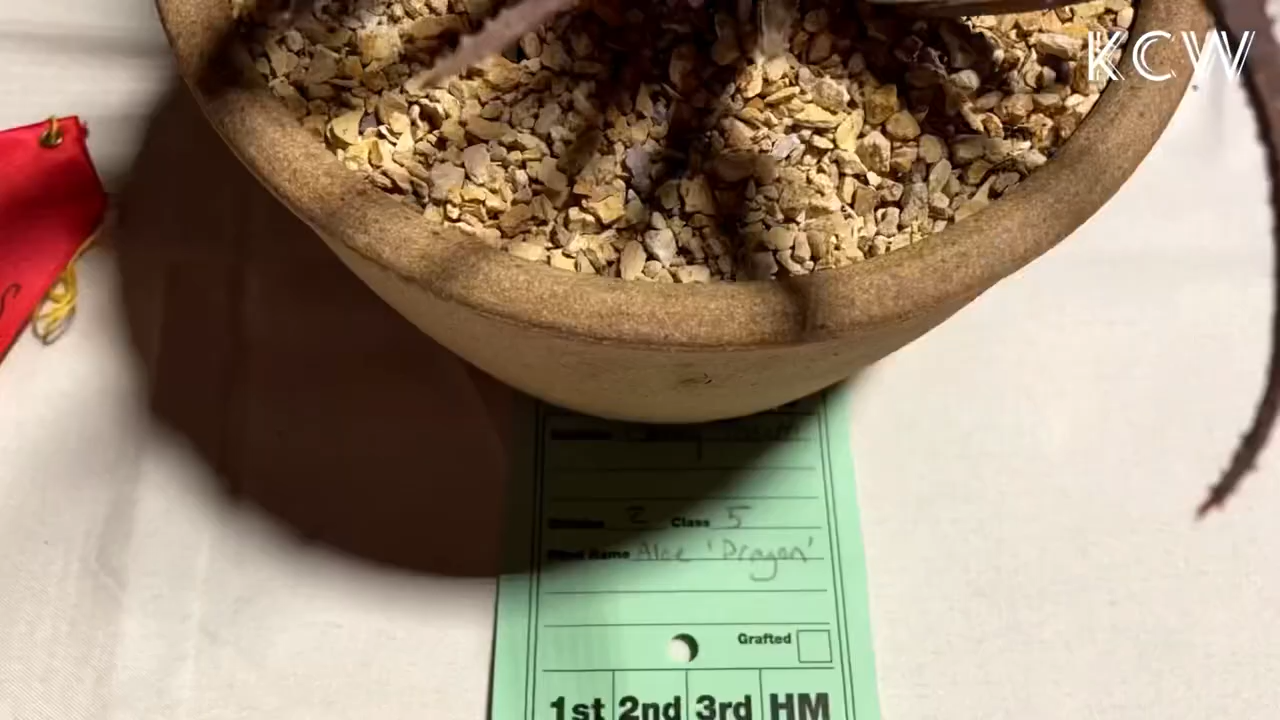 KCW
Division 2 Class 5
Plant Name Aloe 'Dragon'
Grafted
1st 2nd 3rd HM